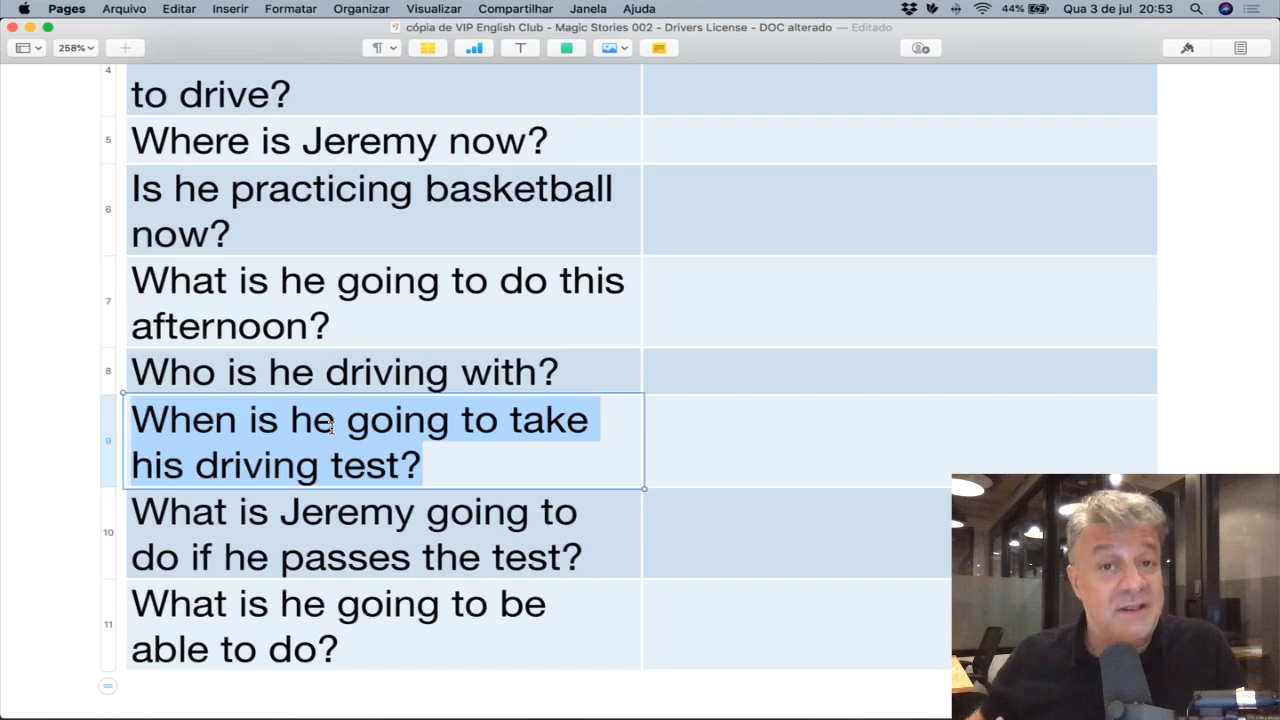 Pages Arquivo Editar Inserir Formatar Organizar Visualizar Compartilhar Janela Ajuda 44% Qua 3 de jul 20:53
cópia de VIP English Club - Magic Stories 002 - Drivers License - DOC alterado — Editado
258%
4
to drive?
5
Where is Jeremy now?
6
Is he practicing basketball
now?
7
What is he going to do this
afternoon?
8
Who is he driving with?
9
When is he going to take
his driving test?
10
What is Jeremy going to
do if he passes the test?
11
What is he going to be
able to do?